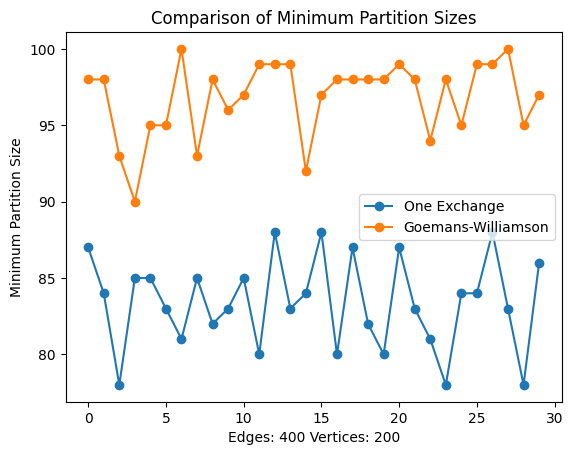 Comparison of Minimum Partition Sizes
100
95
90
85
80
Minimum Partition Size
One Exchange
Goemans-Williamson
0 5 10 15 20 25 30
Edges: 400 Vertices: 200